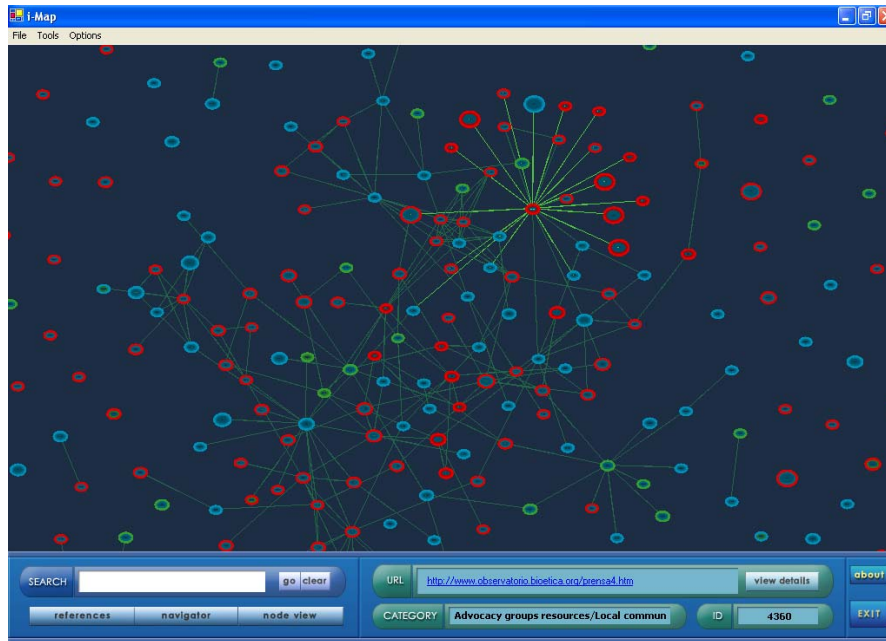 i-Map
File Tools Options
SEARCH go clear
references navigator node view
URL http://www.observatorio.bioetica.org/prensa4.htm view details
CATEGORY Advocacy groups resources/Local commun ID 4360
about
EXIT